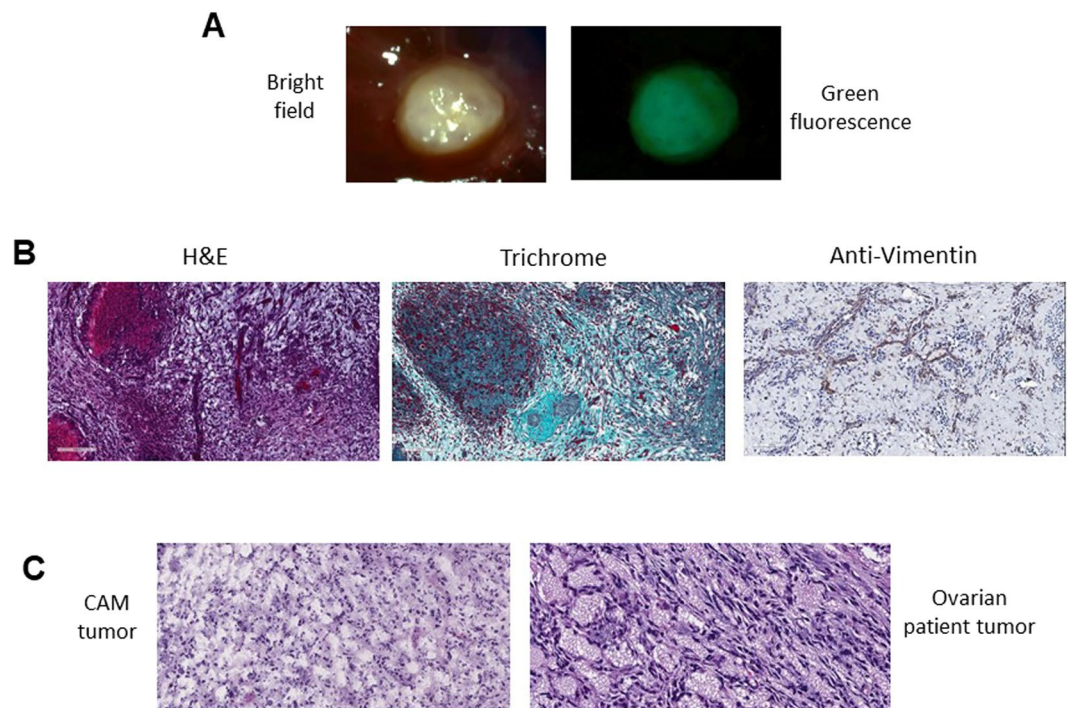 A
Bright
field
Green
fluorescence
B
H&E
Trichrome
Anti-Vimentin
C
CAM
tumor
Ovarian
patient tumor